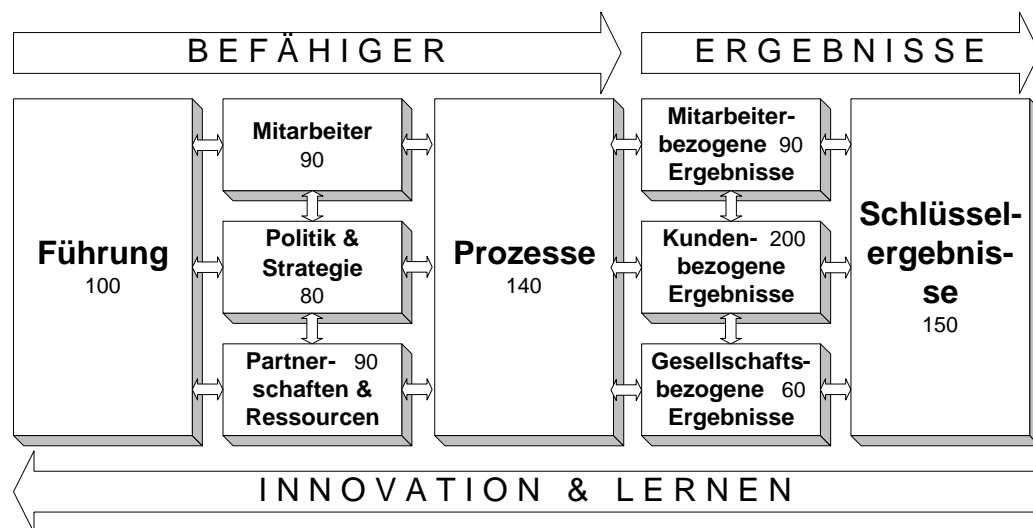 BEFÄHIGER
ERGEBNISSE
Führung
100
Mitarbeiter
90
Politik &
Strategie
80
Partner- 90
schaften &
Ressourcen
Prozesse
140
Mitarbeiter-
bezogene 90
Ergebnisse
Kunden- 200
bezogene
Ergebnisse
Gesellschafts-
bezogene 60
Ergebnisse
Schlüssel-
ergebnis-
se
150
INNOVATION & LERNEN